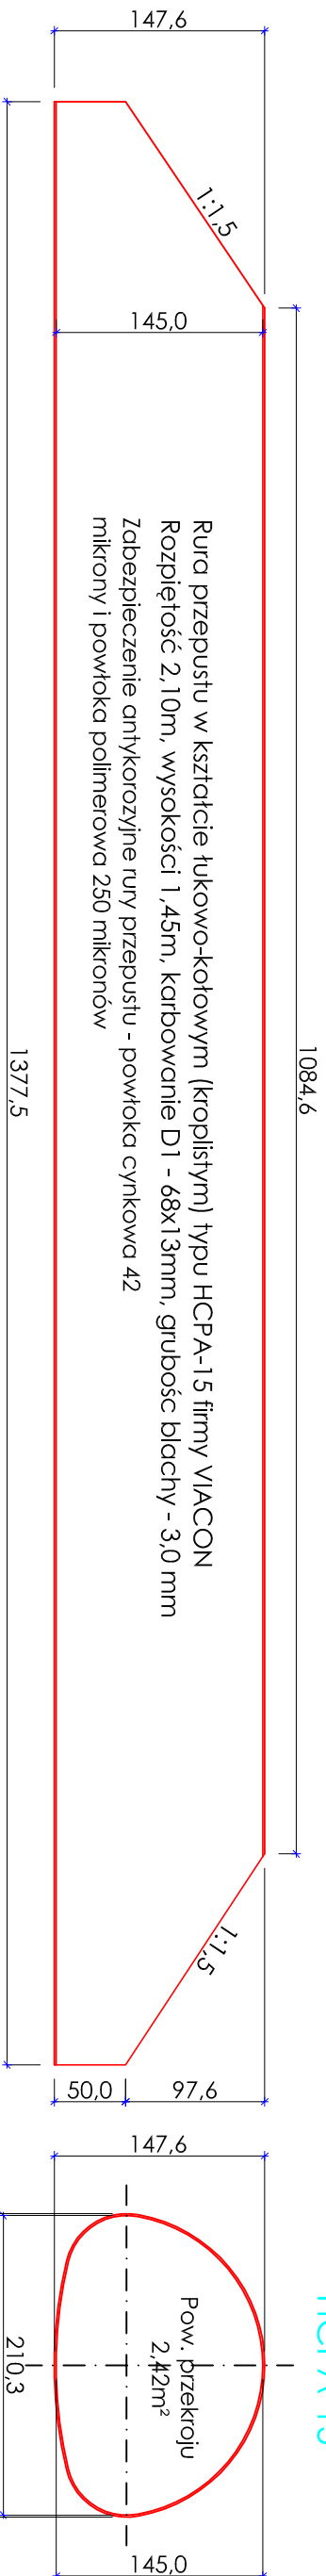 147,6
1:1,5
145,0
Rura przepustu w kształcie łukowo-kołowym (kroplistym) typu HCPA-15 firmy VIACON
Rozpiętość 2,10m, wysokości 1,45m, karbowanie D1 - 68x13mm, grubośc blachy - 3,0 mm
Zabezpieczenie antykorozyjne rury przepustu - powłoka cynkowa 42
mikrony i powłoka polimerowa 250 mikronów
1084,6
1377,5
1:1,5
50,0
97,6
147,6
Pow. przekroju
2,42m²
210,3
145,0